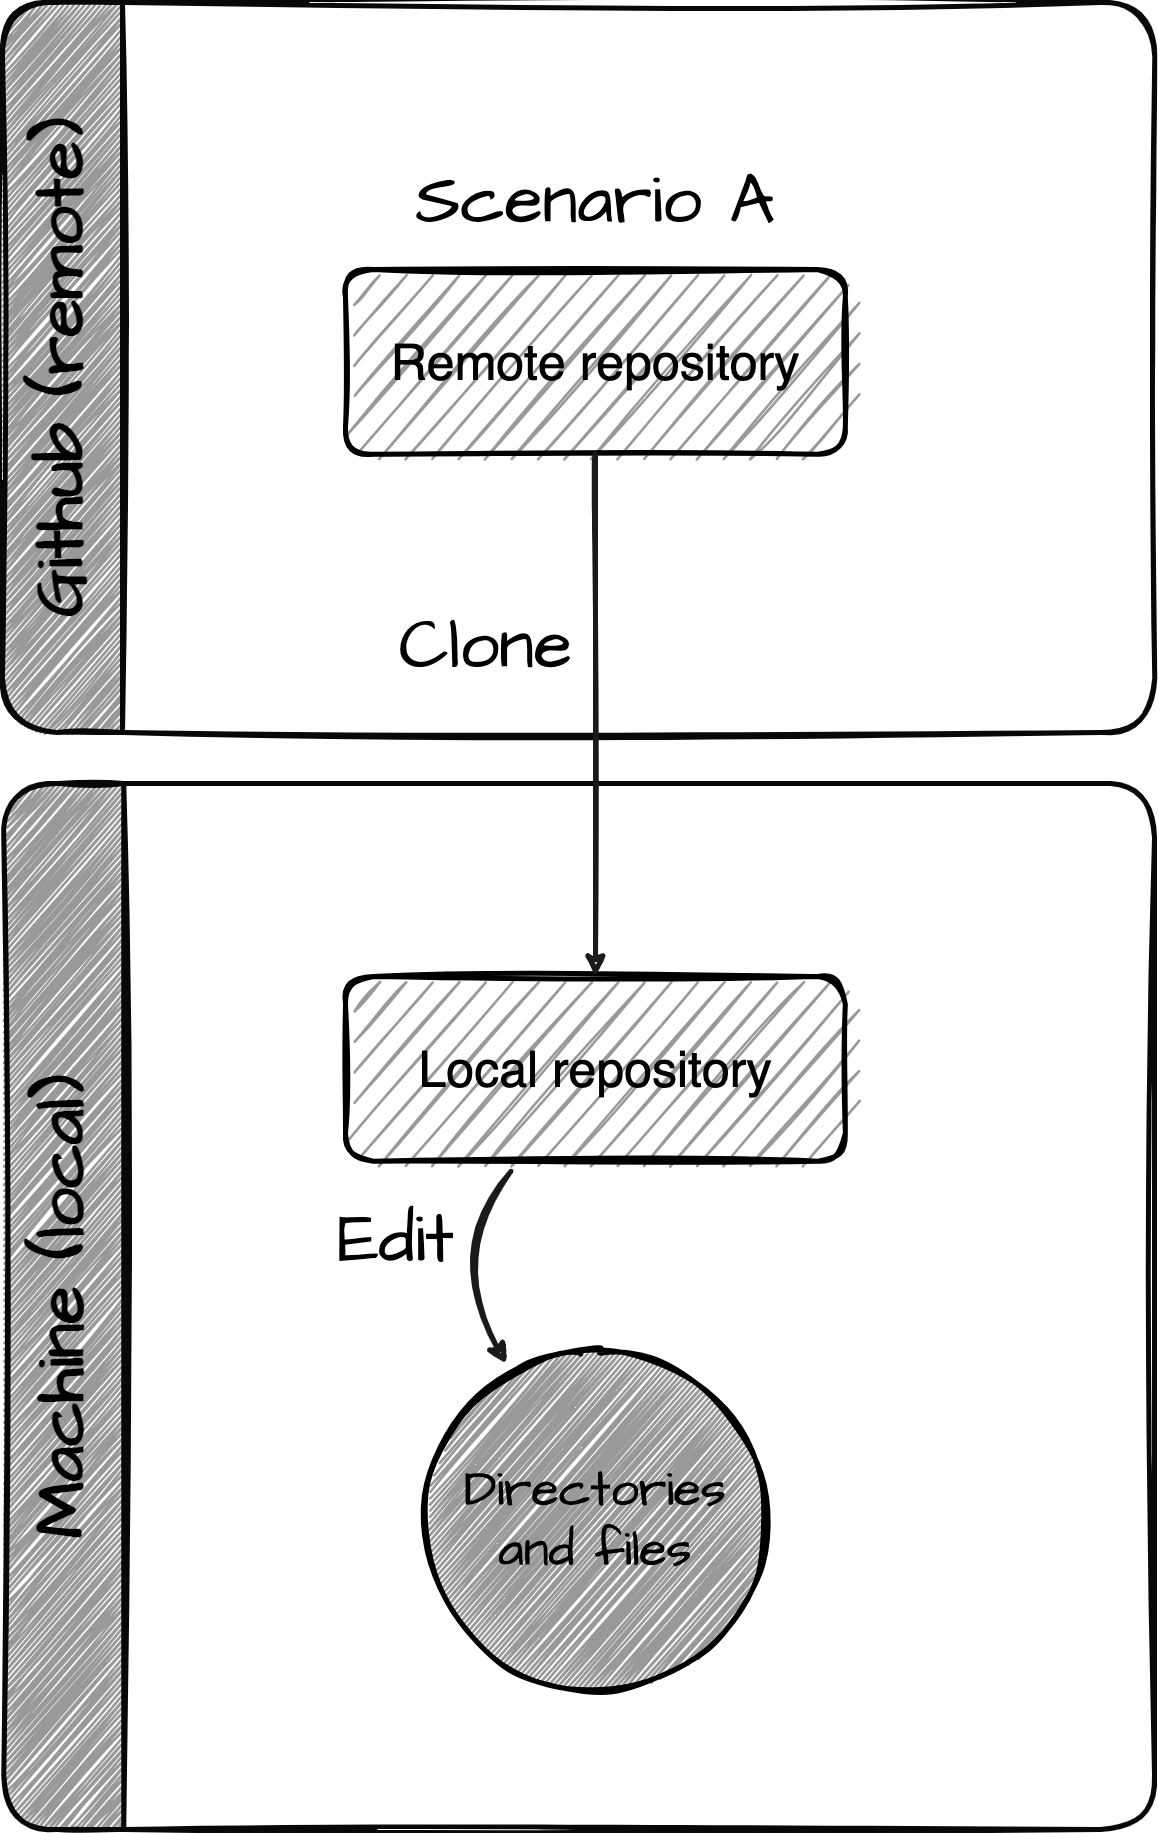 Github (remote)
Scenario A
Remote repository
Clone
Machine (local)
Local repository
Edit
Directories
and files